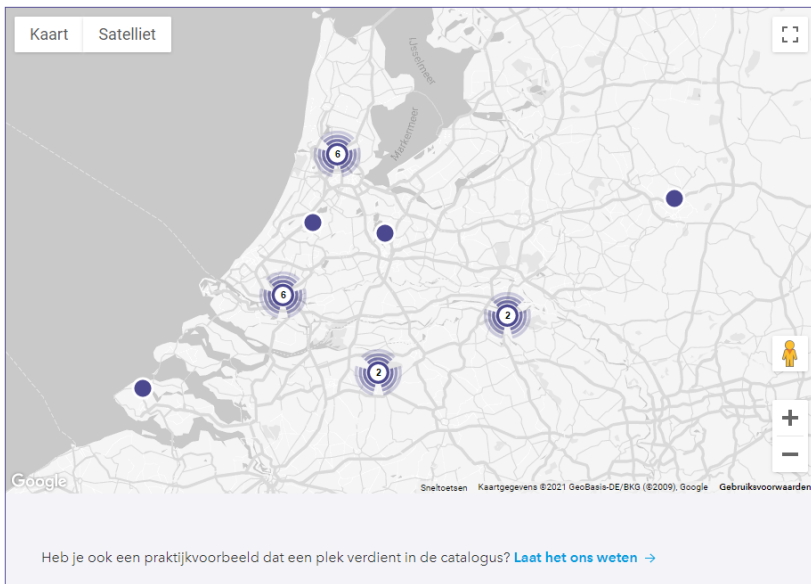 Kaart Satelliet
IJsselmeer
Markermeer
6
6
2
2
Google
Sneltoetsen Kaartgegevens ©2021 GeoBasis-DE/BKG (©2009), Google Gebruiksvoorwaarden
Heb je ook een praktijkvoorbeeld dat een plek verdient in de catalogus? Laat het ons weten →